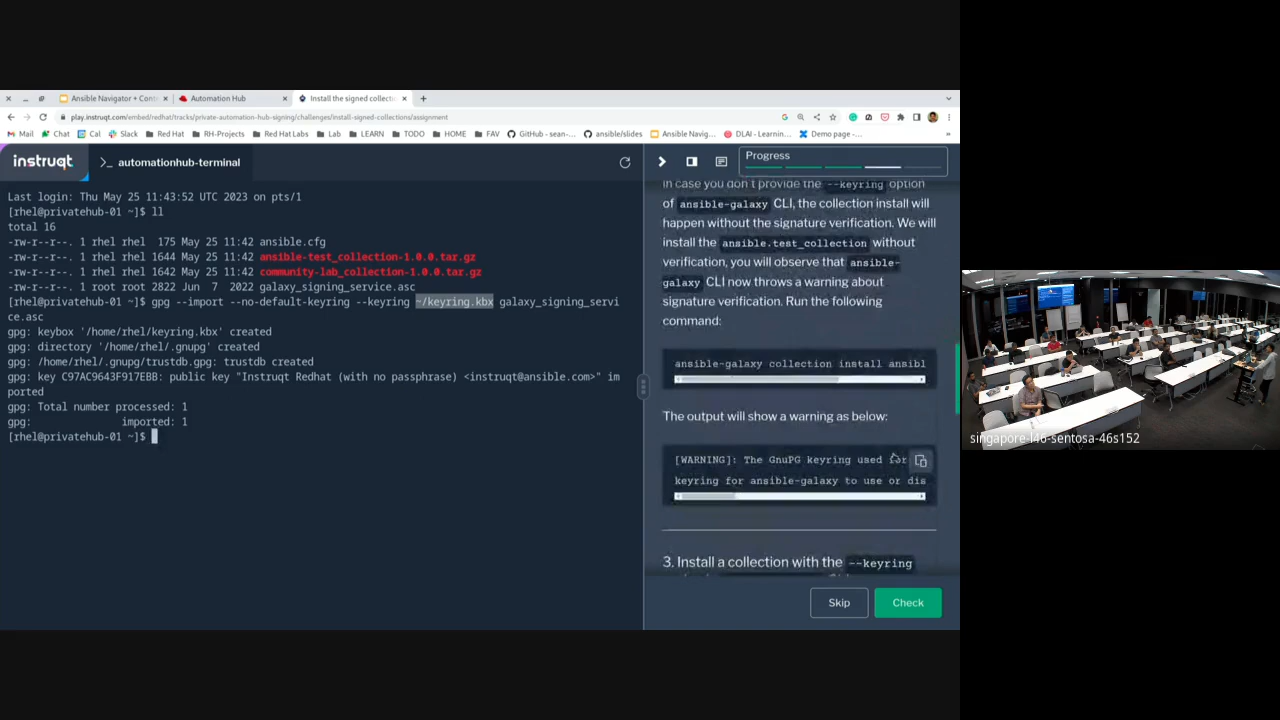 Ansible Navigator + Conte
Automation Hub
Install the signed collecti
play.instruqt.com/embed/redhat/tracks/private-automation-hub-signing/challenges/install-signed-collections/assignment
Mail
Chat
Cal
Slack
Red Hat
RH-Projects
Red Hat Labs
Lab
LEARN
TODO
HOME
FAV
GitHub - sean-...
ansible/slides
Ansible Navig...
DLAI - Learnin...
Demo page -...
instruqt
>_ automationhub-terminal
Progress
Last login: Thu May 25 11:43:52 UTC 2023 on pts/1
[rhel@privatehub-01 ~]$ ll
total 16
-rw-r--r--. 1 rhel rhel  175 May 25 11:42 ansible.cfg
-rw-r--r--. 1 rhel rhel 1644 May 25 11:42 ansible-test_collection-1.0.0.tar.gz
-rw-r--r--. 1 rhel rhel 1642 May 25 11:42 community-lab_collection-1.0.0.tar.gz
-rw-r--r--. 1 root root 2822 Jun  7  2022 galaxy_signing_service.asc
[rhel@privatehub-01 ~]$ gpg --import --no-default-keyring --keyring ~/keyring.kbx galaxy_signing_servi
ce.asc
gpg: keybox '/home/rhel/keyring.kbx' created
gpg: directory '/home/rhel/.gnupg' created
gpg: /home/rhel/.gnupg/trustdb.gpg: trustdb created
gpg: key C97AC9643F917EBB: public key "Instruqt Redhat (with no passphrase) <instruqt@ansible.com>" im
ported
gpg: Total number processed: 1
gpg:               imported: 1
[rhel@privatehub-01 ~]$
In case you don't provide the --keyring option
of ansible-galaxy CLI, the collection install will
happen without the signature verification. We will
install the ansible.test_collection without
verification, you will observe that ansible-
galaxy CLI now throws a warning about
signature verification. Run the following
command:
ansible-galaxy collection install ansibl
The output will show a warning as below:
[WARNING]: The GnuPG keyring used for
keyring for ansible-galaxy to use or dis
3. Install a collection with the --keyring
Skip
Check
singapore-l46-sentosa-46s152